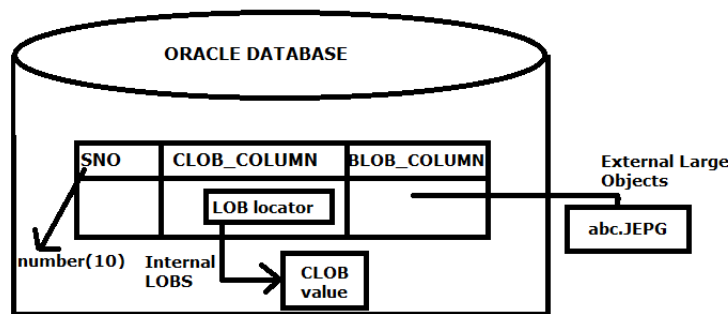 ORACLE DATABASE
SNO
CLOB_COLUMN
BLOB_COLUMN
External Large
Objects
LOB locator
abc.JEPG
number(10)
Internal
LOBS
CLOB
value